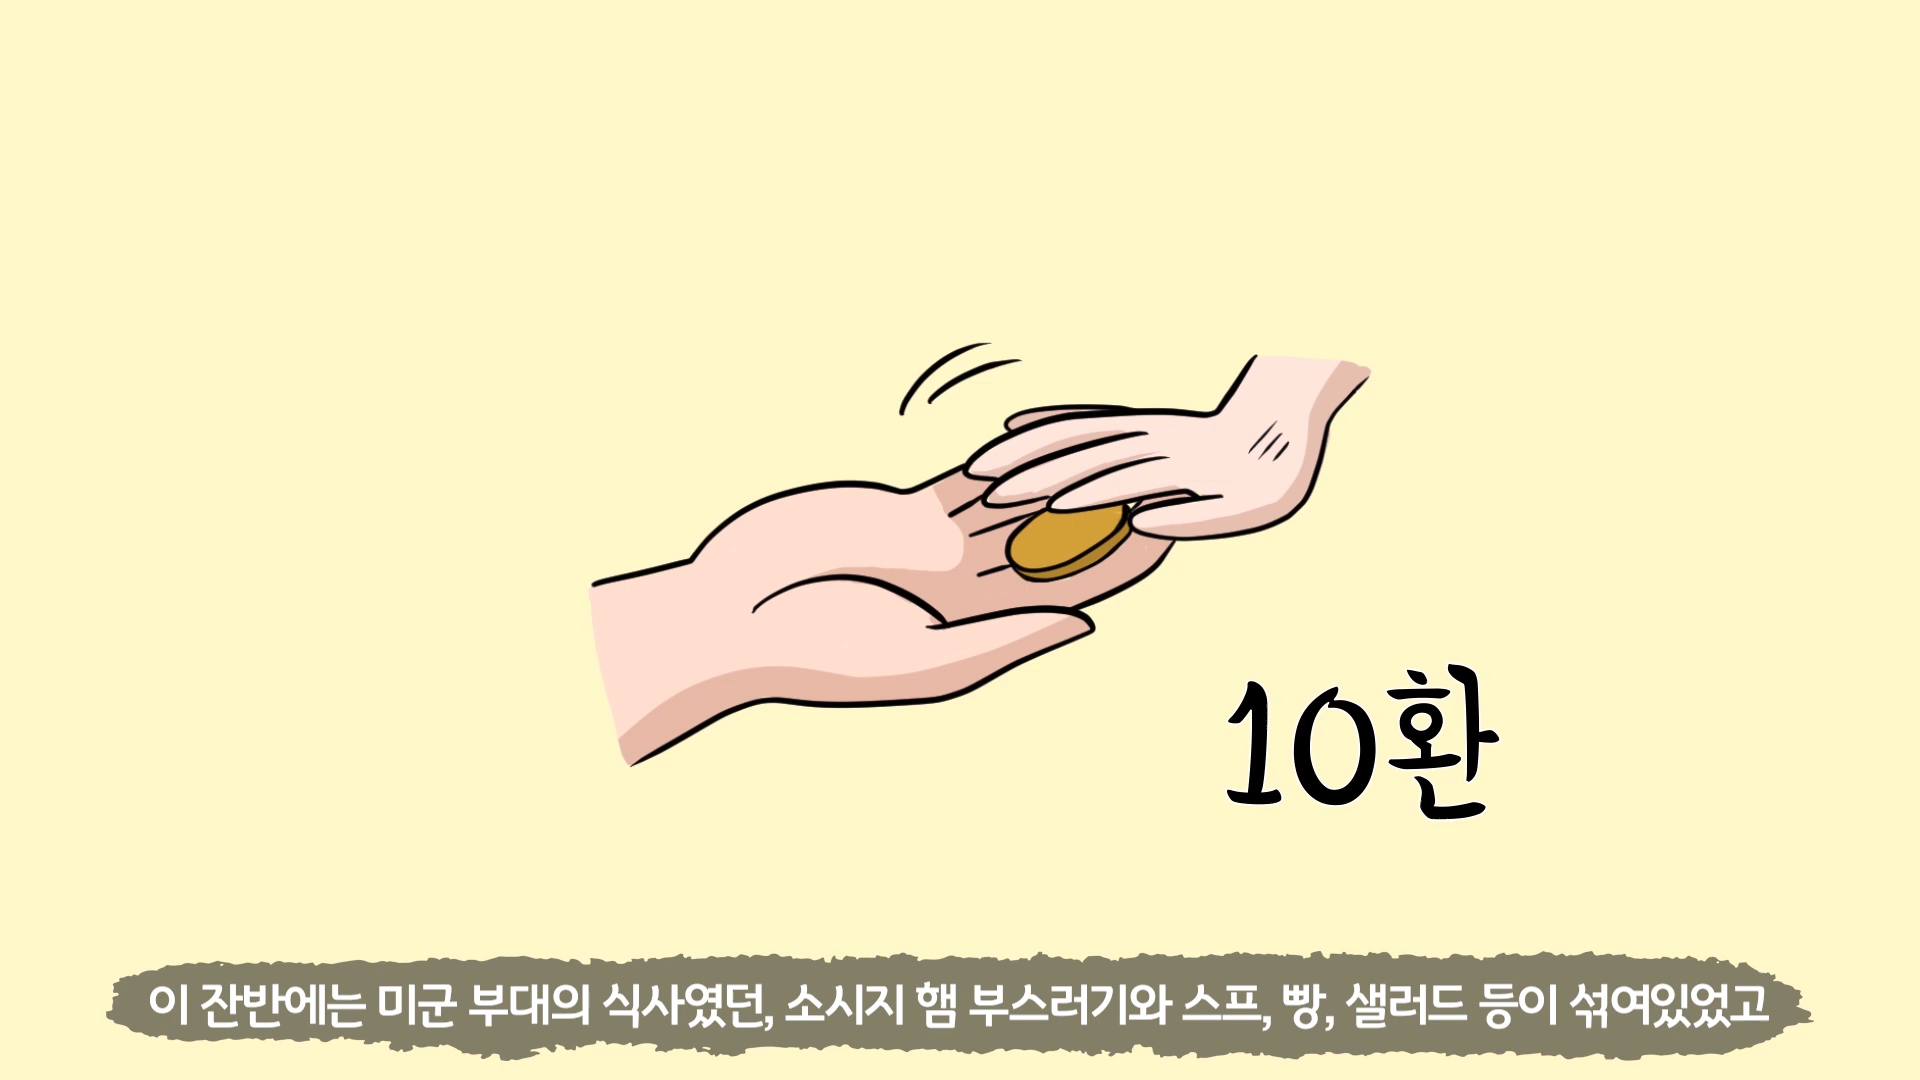 10환
이 잔반에는 미군 부대의 식사였던, 소시지 햄 부스러기와 스프, 빵, 샐러드 등이 섞여있었고